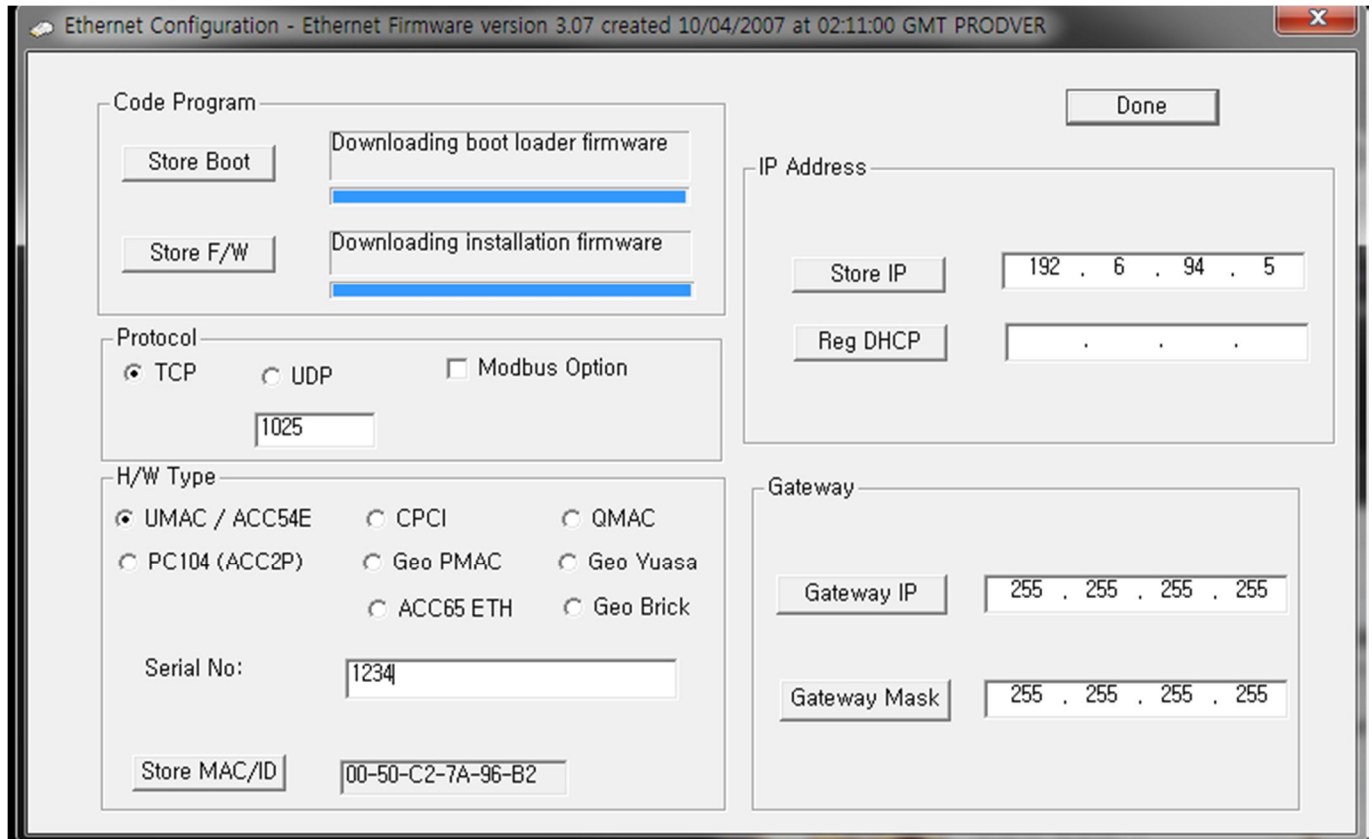 Ethernet Configuration - Ethernet Firmware version 3.07 created 10/04/2007 at 02:11:00 GMT PRODVER
x
Code Program
Store Boot
Downloading boot loader firmware
Store F/W
Downloading installation firmware
Protocol
TCP
UDP
Modbus Option
1025
H/W Type
UMAC / ACC54E
CPCI
QMAC
PC104 (ACC2P)
Geo PMAC
Geo Yuasa
ACC65 ETH
Geo Brick
Serial No:
1234
Store MAC/ID
00-50-C2-7A-96-B2
Done
IP Address
Store IP
192 . 6 . 94 . 5
Reg DHCP
. . .
Gateway
Gateway IP
255 . 255 . 255 . 255
Gateway Mask
255 . 255 . 255 . 255